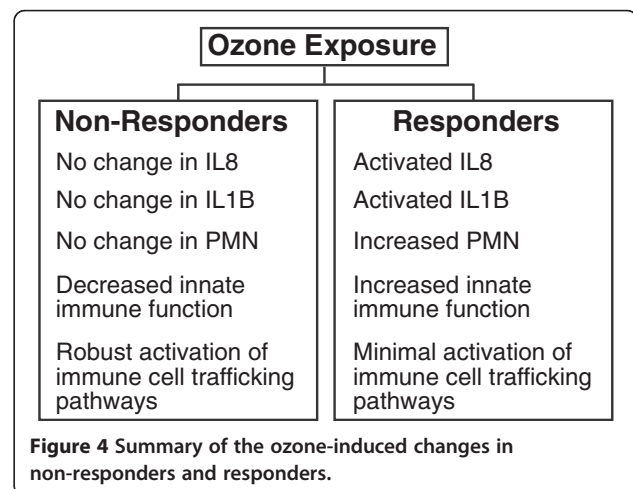 Ozone Exposure
Non-Responders
No change in IL8
No change in IL1B
No change in PMN
Decreased innate
immune function
Robust activation of
immune cell trafficking
pathways
Responders
Activated IL8
Activated IL1B
Increased PMN
Increased innate
immune function
Minimal activation of
immune cell trafficking
pathways
Figure 4 Summary of the ozone-induced changes in
non-responders and responders.